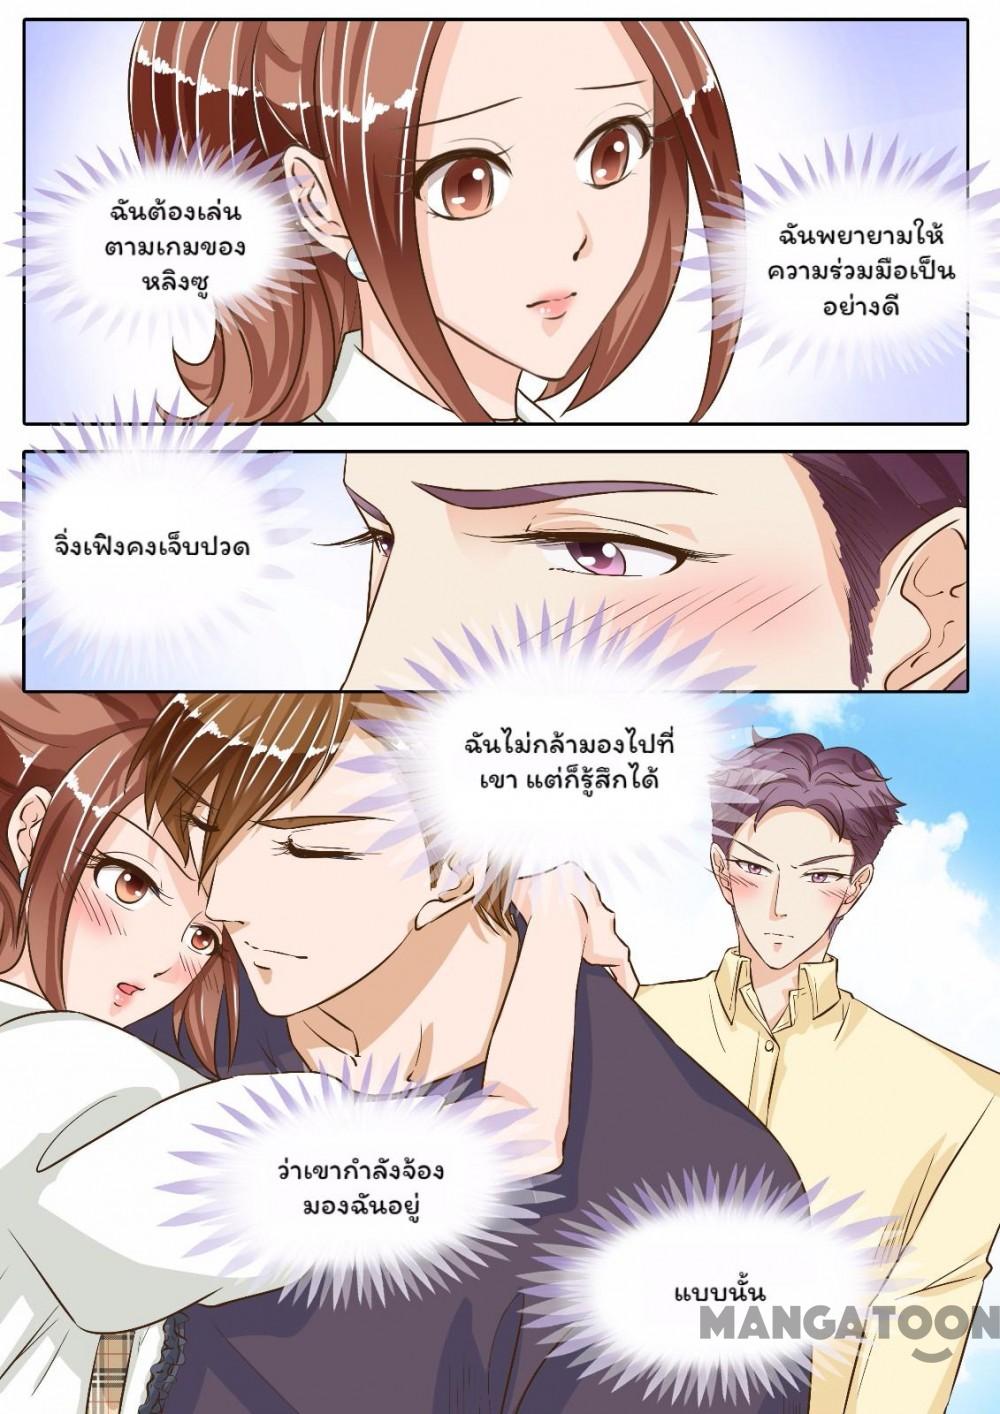 ฉันต้องเล่น
ตามเกมของ
หลิงซู
ฉันพยายามให้
ความร่วมมือเป็น
อย่างดี
จิ่งเฟิงคงเจ็บปวด
ฉันไม่กล้ามองไปที่
เขา แต่ก็รู้สึกได้
ว่าเขากำลังจ้อง
มองฉันอยู่
แบบนั้น
MANGATOON